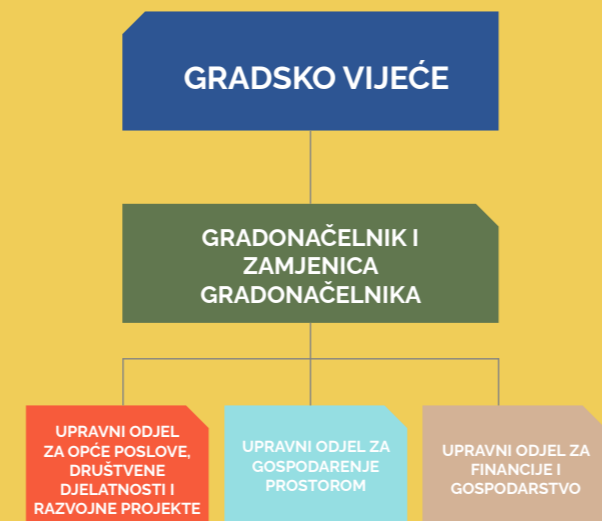 GRADSKO VIJEĆE
GRADONAČELNIK I
ZAMJENICA
GRADONAČELNIKA
UPRAVNI ODJEL
ZA OPĆE POSLOVE,
DRUŠTVENE
DJELATNOSTI I
RAZVOJNE PROJEKTE
UPRAVNI ODJEL ZA
GOSPODARENJE
PROSTOROM
UPRAVNI ODJEL ZA
FINANCIJE I
GOSPODARSTVO